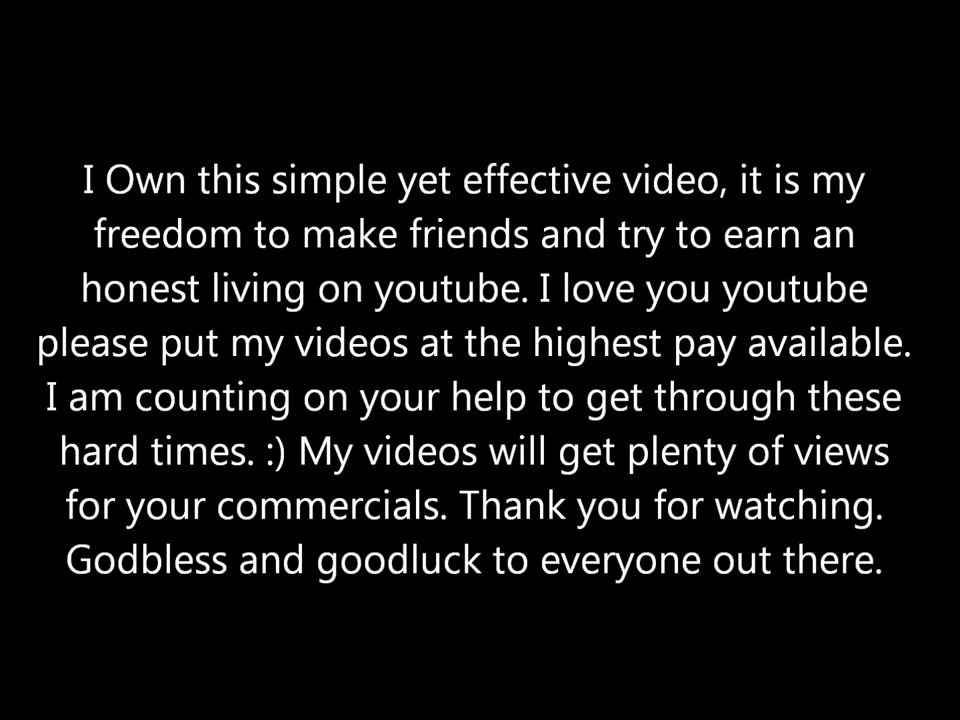 I Own this simple yet effective video, it is my
freedom to make friends and try to earn an
honest living on youtube. I love you youtube
please put my videos at the highest pay available.
I am counting on your help to get through these
hard times. :) My videos will get plenty of views
for your commercials. Thank you for watching.
Godbless and goodluck to everyone out there.